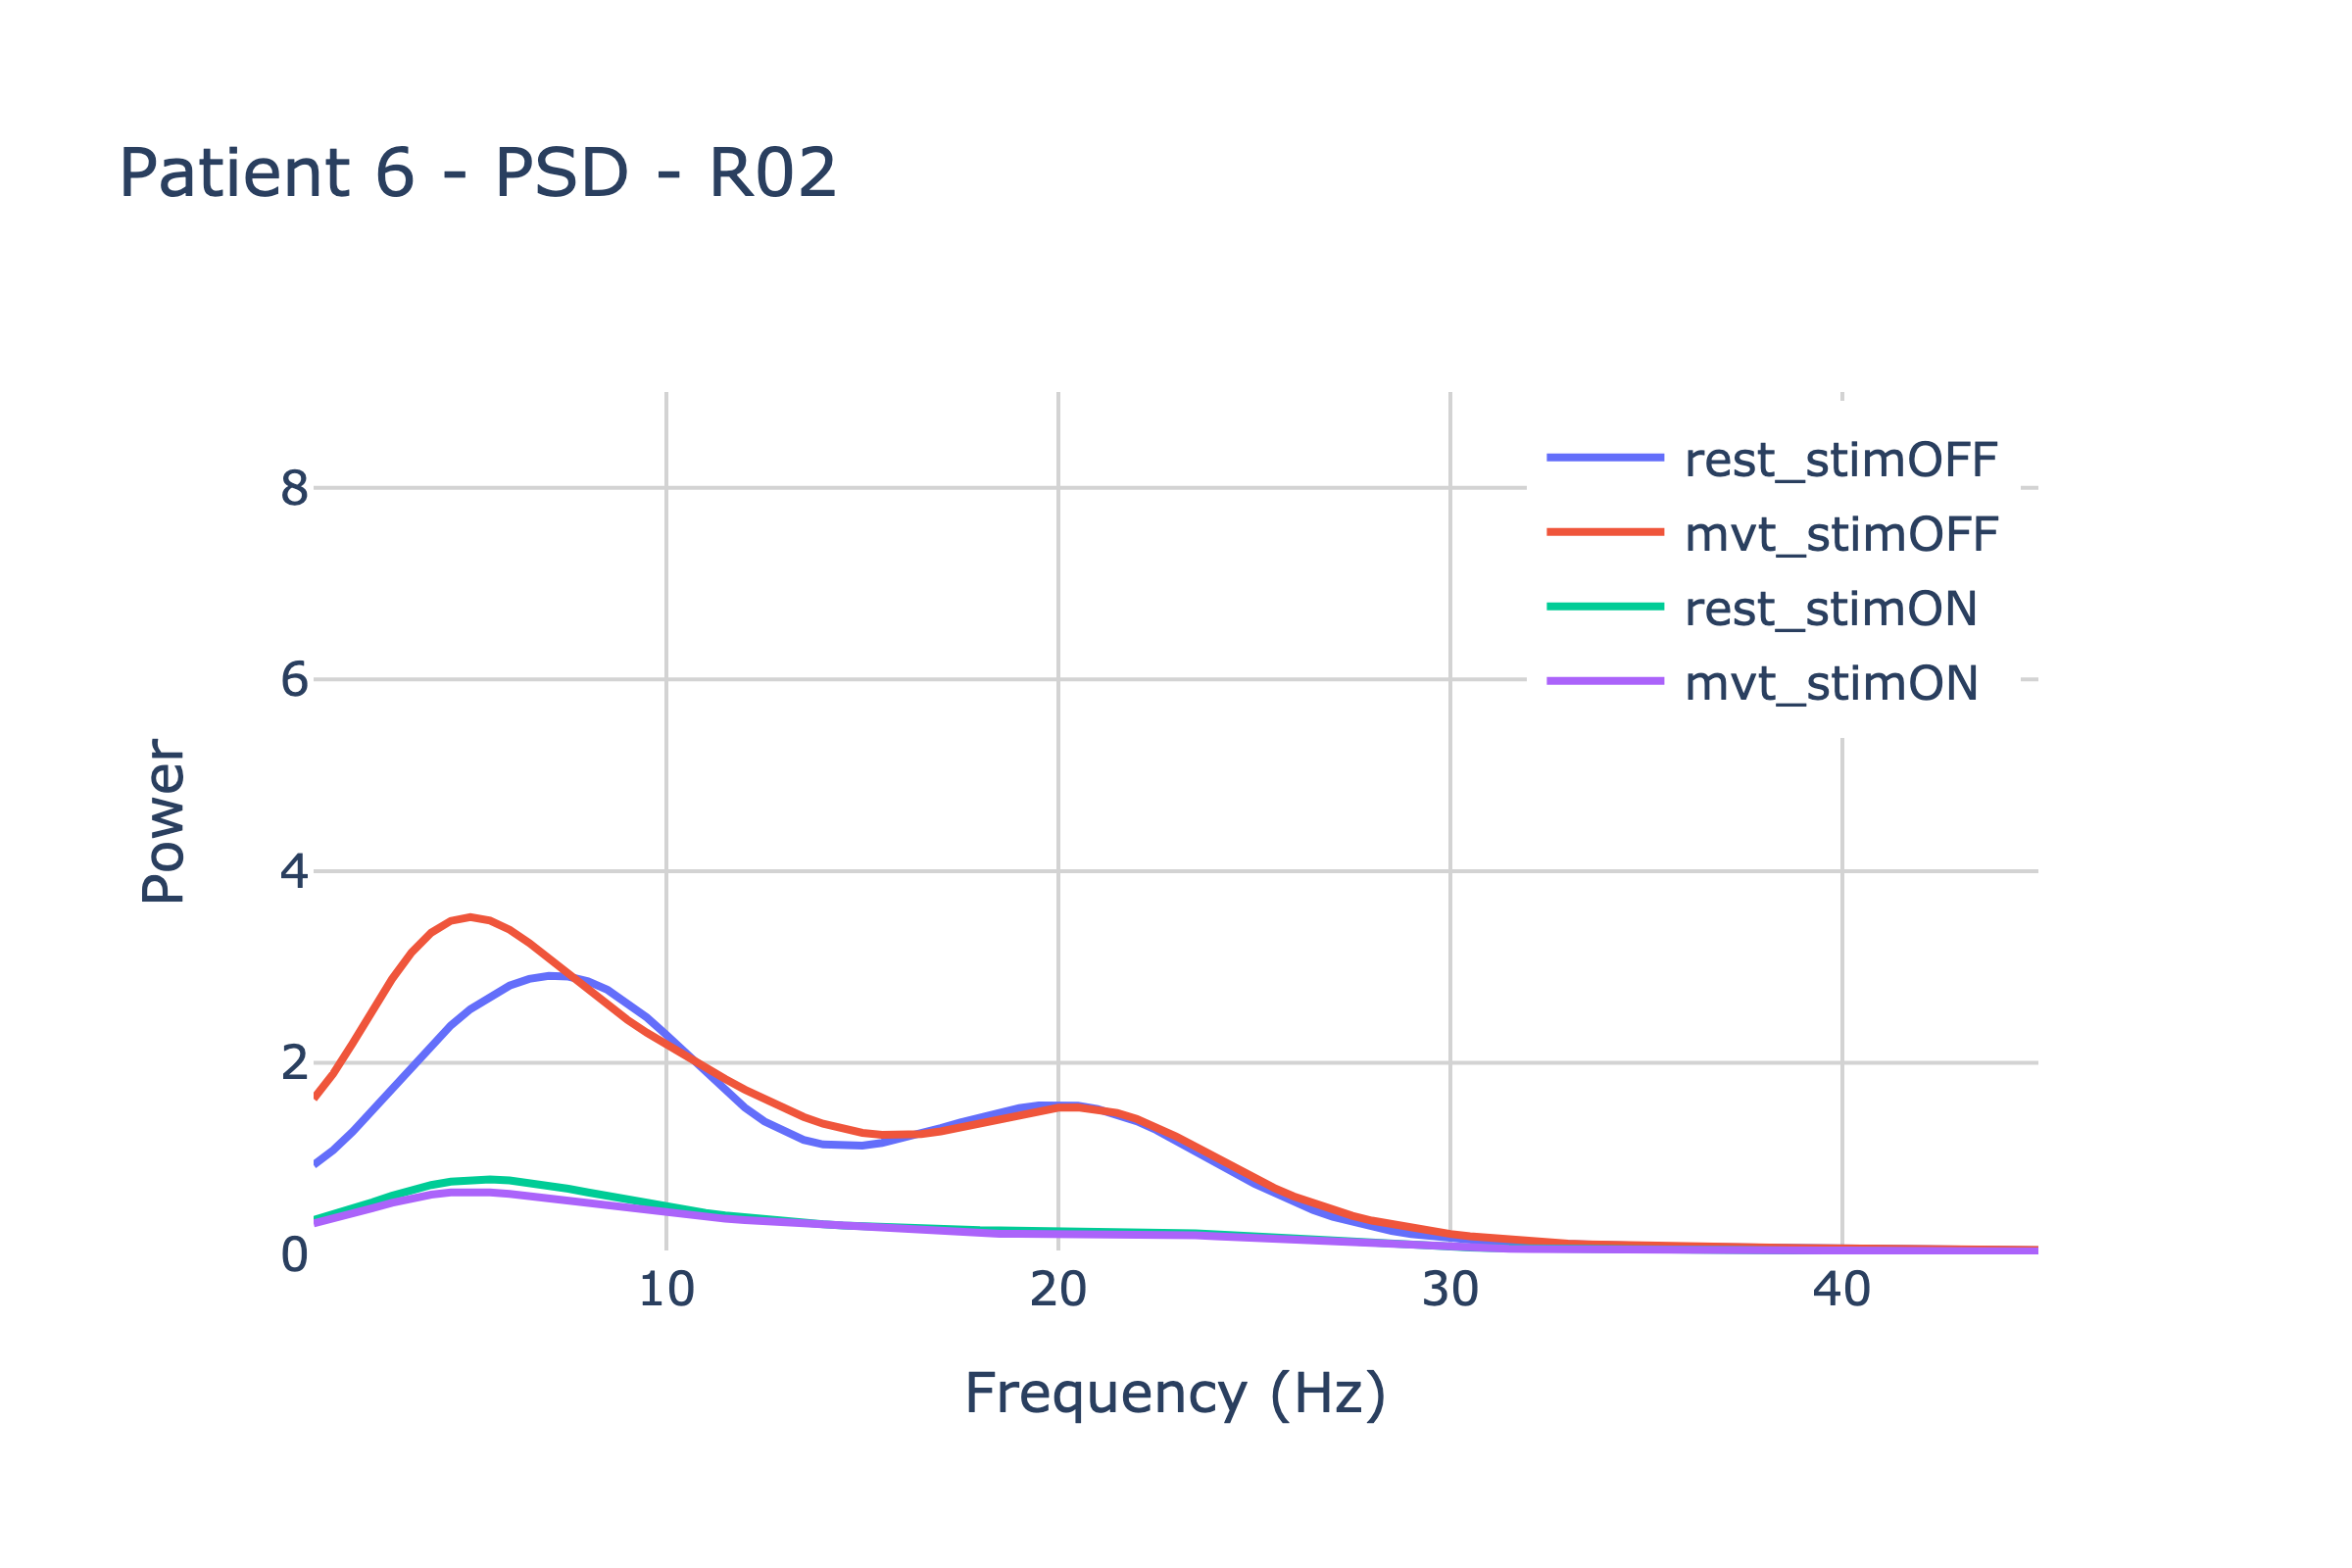 Patient 6 - PSD - R02
rest_stimOFF
mvt_stimOFF
rest_stimON
mvt_stimON
8
6
4
2
0
Power
10 20 30 40
Frequency (Hz)